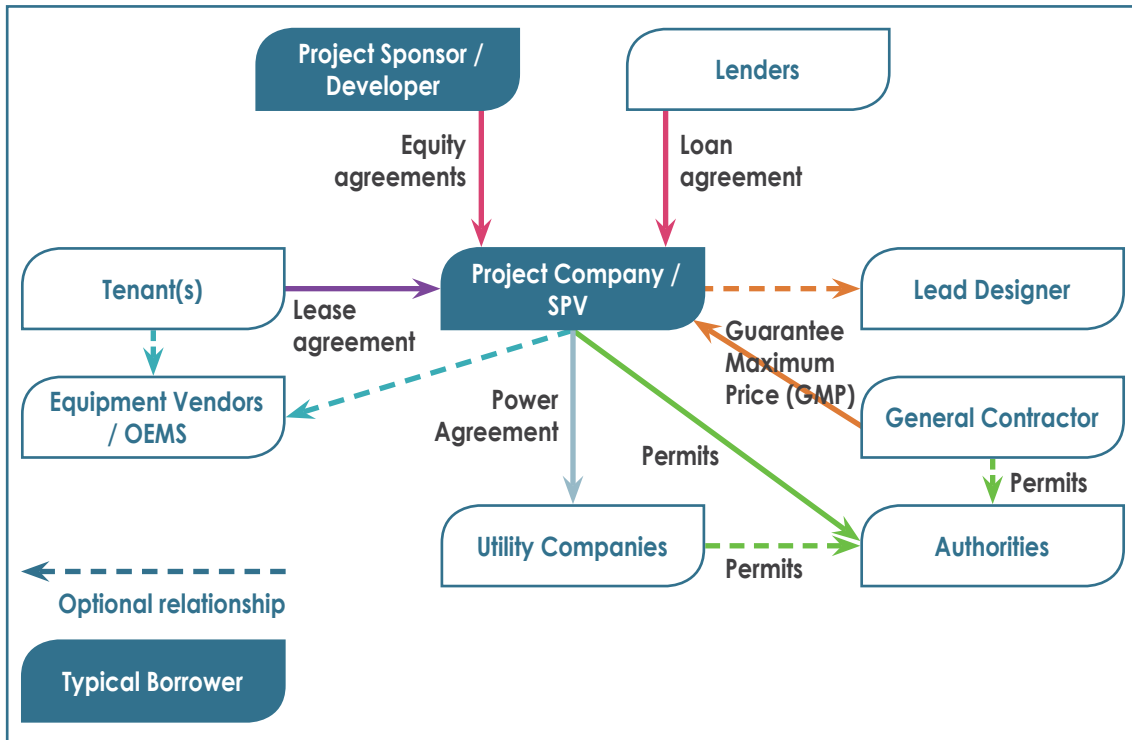 Project Sponsor /
Developer
Lenders
Equity
agreements
Loan
agreement
Tenant(s)
Lease
agreement
Project Company /
SPV
Lead Designer
Guarantee
Maximum
Price (GMP)
Equipment Vendors
/ OEMS
Power
Agreement
General Contractor
Permits
Permits
Utility Companies
Permits
Authorities
Optional relationship
Typical Borrower